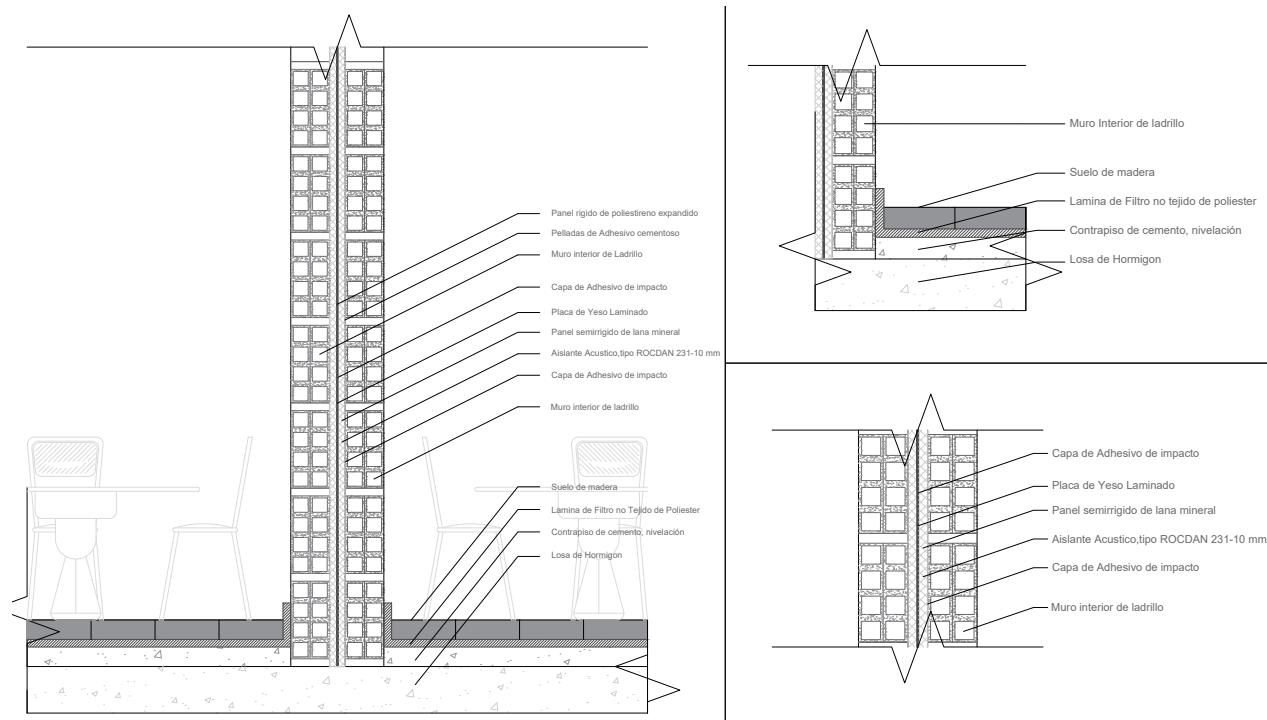 Panel rigido de poliestireno expandido
Pelladas de Adhesivo cementoso
Muro interior de Ladrillo
Capa de Adhesivo de impacto
Placa de Yeso Laminado
Panel semirrigido de lana mineral
Aislante Acustico,tipo ROCDAN 231-10 mm
Capa de Adhesivo de impacto
Muro interior de ladrillo
Suelo de madera
Lamina de Filtro no Tejido de Poliester
Contrapiso de cemento, nivelación
Losa de Hormigon
Muro Interior de ladrillo
Suelo de madera
Lamina de Filtro no tejido de poliester
Contrapiso de cemento, nivelación
Losa de Hormigon
Capa de Adhesivo de impacto
Placa de Yeso Laminado
Panel semirrigido de lana mineral
Aislante Acustico,tipo ROCDAN 231-10 mm
Capa de Adhesivo de impacto
Muro interior de ladrillo